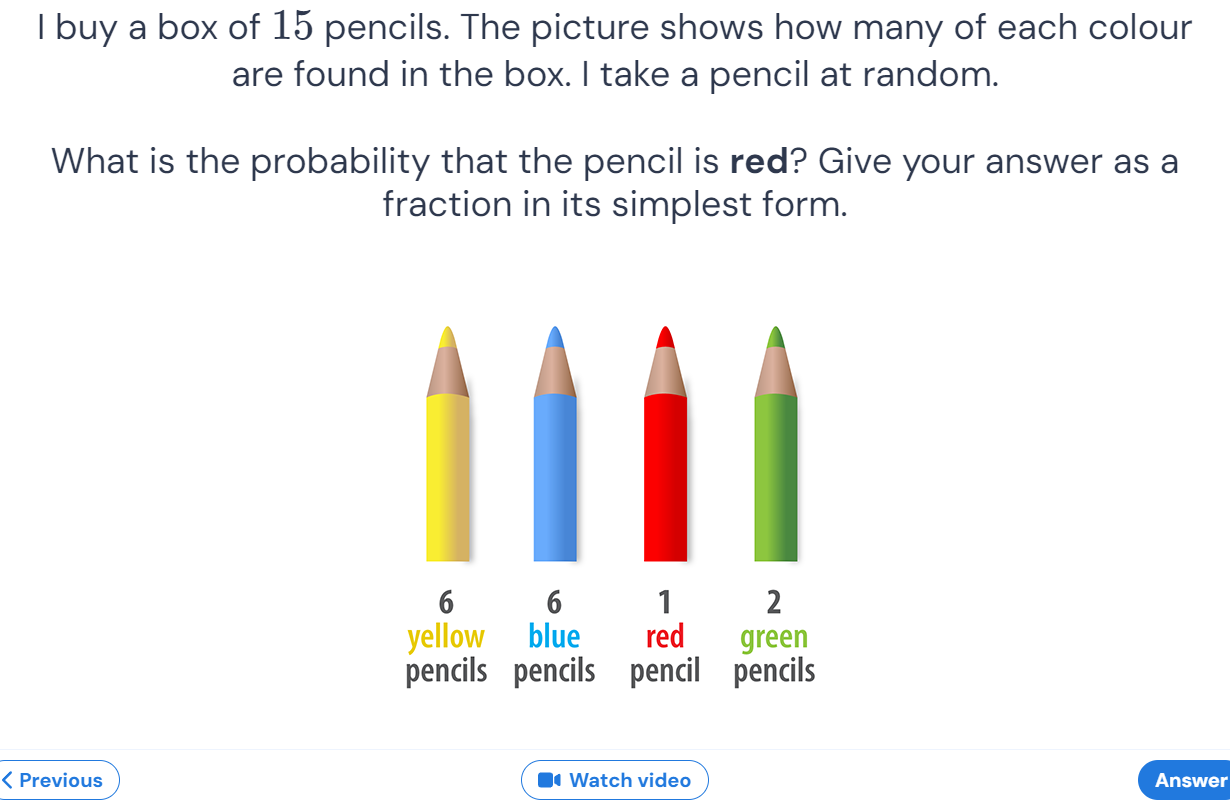 I buy a box of 15 pencils. The picture shows how many of each colour
are found in the box. I take a pencil at random.
What is the probability that the pencil is red? Give your answer as a
fraction in its simplest form.
6 6 1 2
yellow blue red green
pencils pencils pencil pencils
Previous Watch video Answer